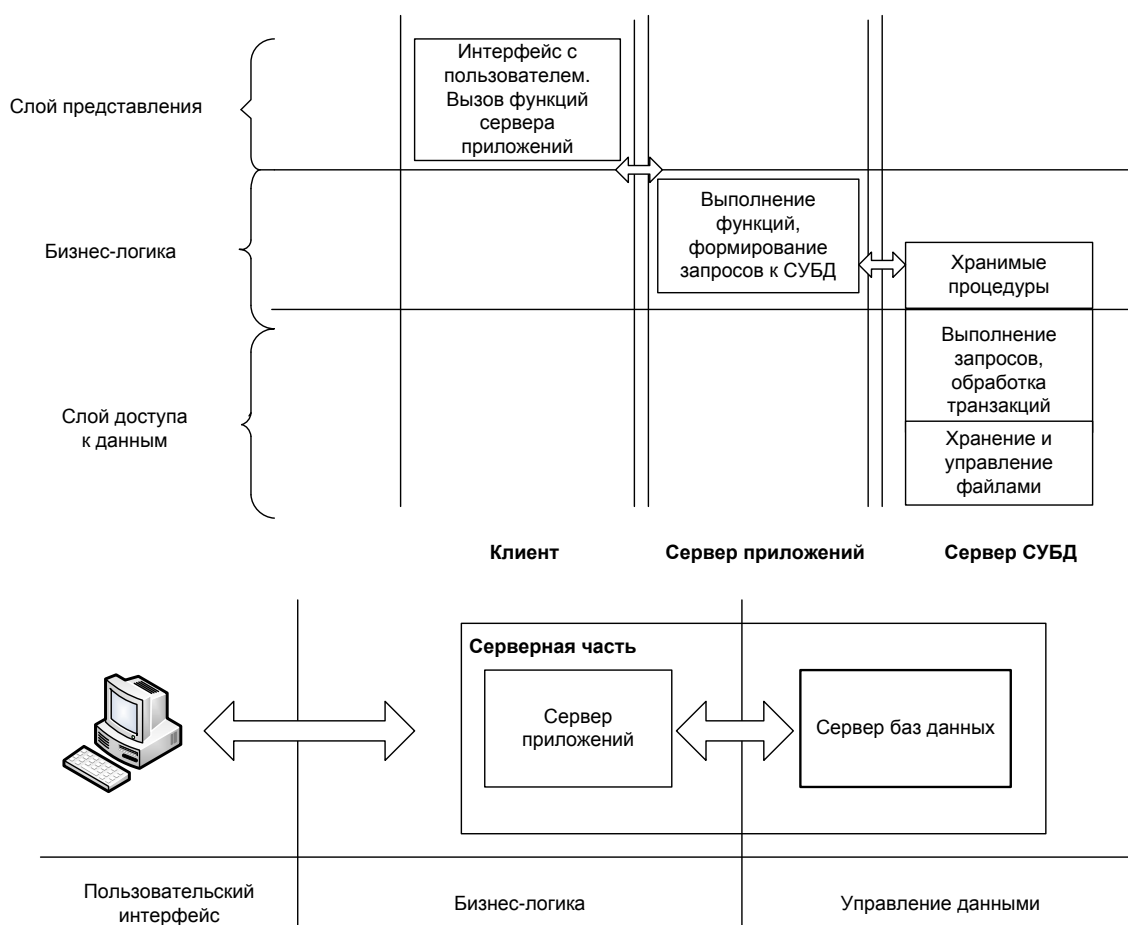 Интерфейс с
пользователем.
Вызов функций
сервера
приложений
Слой представления
Выполнение
функций,
формирование
запросов к СУБД
Бизнес-логика
Хранимые
процедуры
Выполнение
запросов,
обработка
транзакций
Слой доступа
к данным
Хранение и
управление
файлами
Клиент
Сервер приложений
Сервер СУБД
Серверная часть
Сервер
приложений
Сервер баз данных
Пользовательский
интерфейс
Бизнес-логика
Управление данными